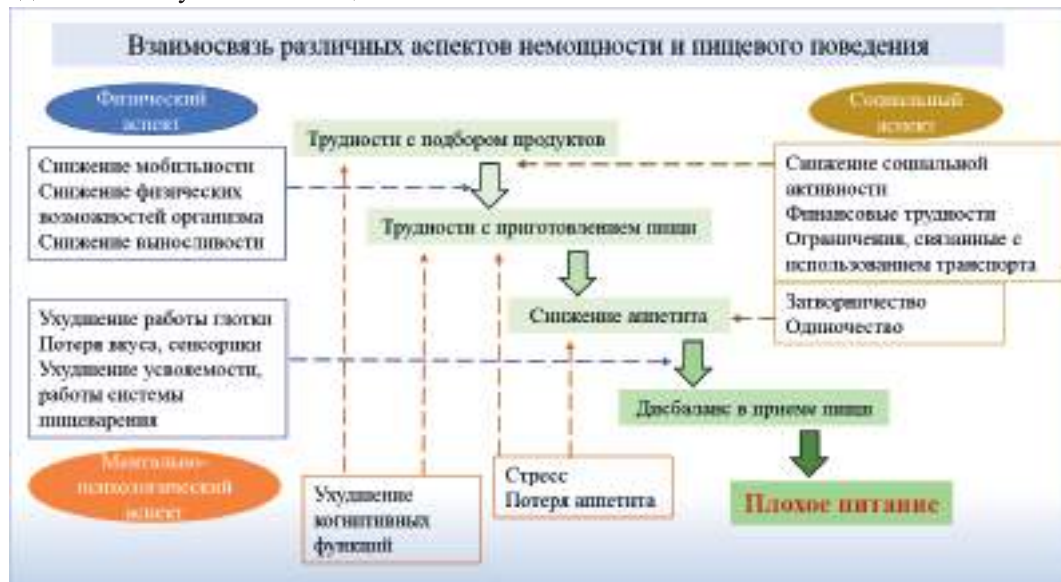 Взаимосвязь различных аспектов немощности и пищевого поведения
Физический
аспект
Социальный
аспект
Трудности с подбором продуктов
Снижение мобильности
Снижение физических
возможностей организма
Снижение выносливости
Снижение социальной
активности
Финансовые трудности
Ограничения, связанные с
использованием транспорта
Трудности с приготовлением пищи
Затворничество
Одиночество
Снижение аппетита
Ухудшение работы глотки
Потеря вкуса, сенсорики
Ухудшение усвояемости,
работы системы
пищеварения
Дисбаланс в приеме пищи
Ментально-
психологический
аспект
Ухудшение
когнитивных
функций
Стресс
Потеря аппетита
Плохое питание